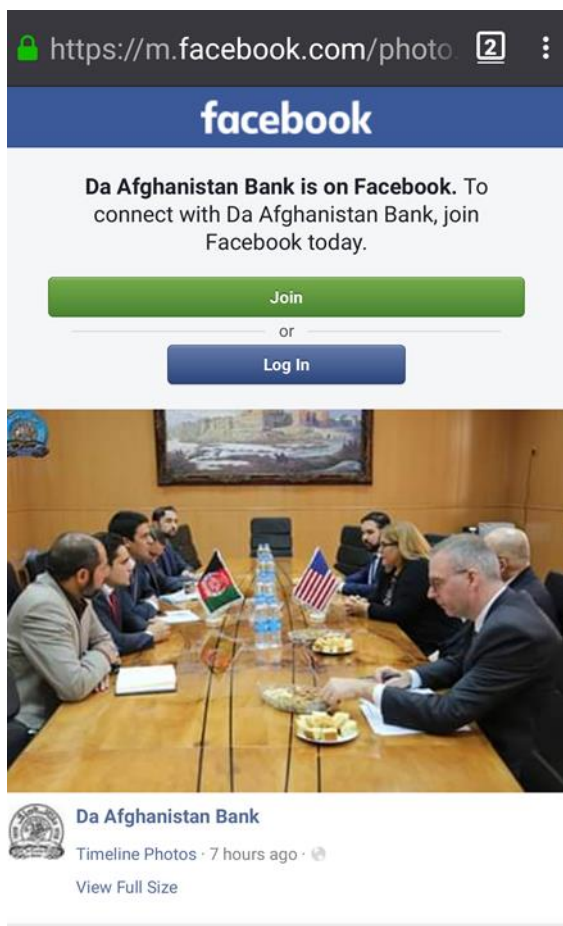 https://m.facebook.com/photo. 2
facebook
Da Afghanistan Bank is on Facebook. To
connect with Da Afghanistan Bank, join
Facebook today.
Join
or
Log In
Da Afghanistan Bank
Timeline Photos · 7 hours ago ·
View Full Size